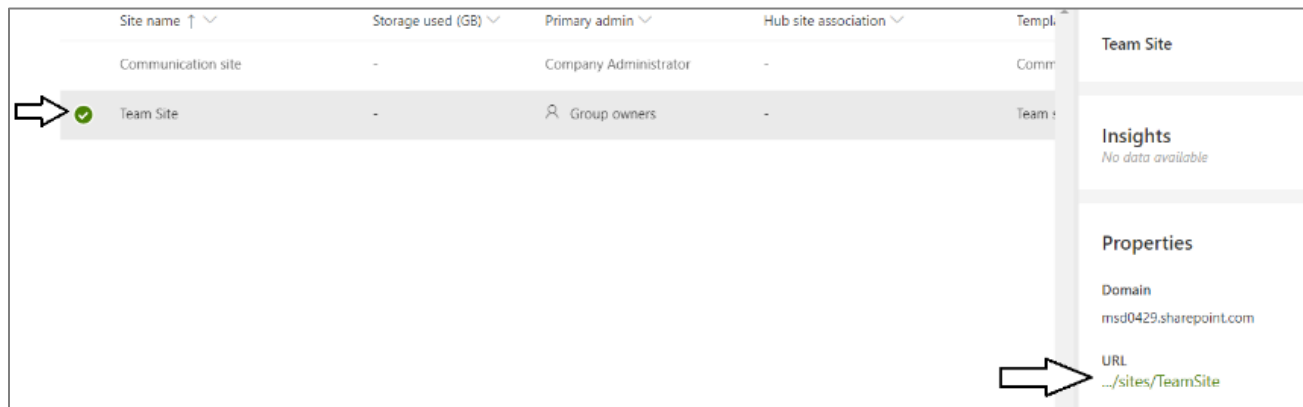 Site name ↑ Storage used (GB) Primary admin Hub site association Templ
Communication site - Company Administrator - Comm
Team Site - Group owners - Team s
Team Site
Insights
No data available
Properties
Domain
msd0429.sharepoint.com
URL
.../sites/TeamSite